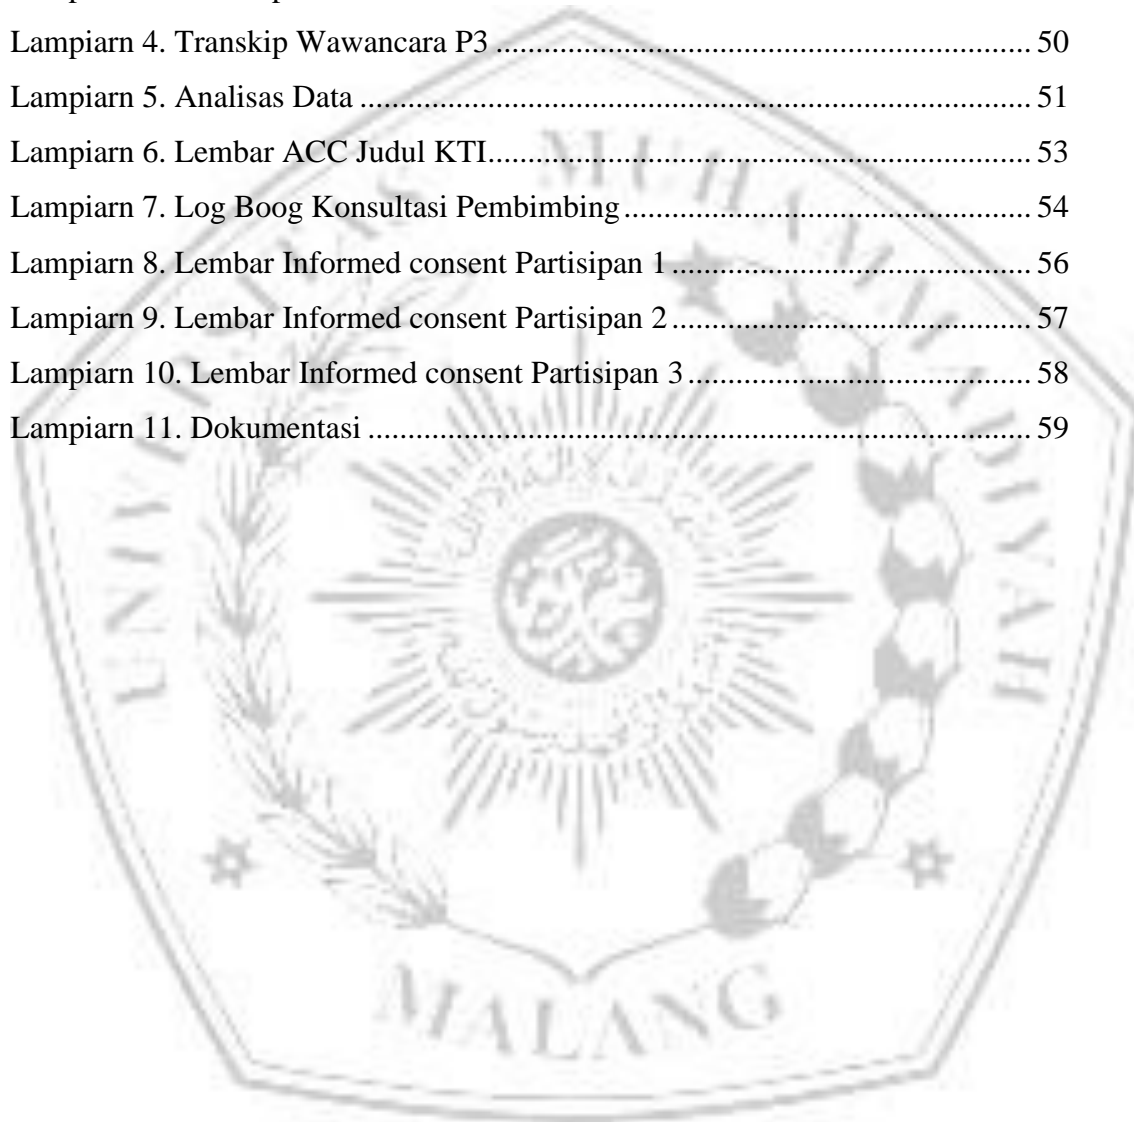 Lampiarn 4. Transkip Wawancara P3 .................................................................. 50
Lampiarn 5. Analisas Data ................................................................................... 51
Lampiarn 6. Lembar ACC Judul KTI................................................................... 53
Lampiarn 7. Log Boog Konsultasi Pembimbing .................................................. 54
Lampiarn 8. Lembar Informed consent Partisipan 1 ............................................ 56
Lampiarn 9. Lembar Informed consent Partisipan 2 ............................................ 57
Lampiarn 10. Lembar Informed consent Partisipan 3 .......................................... 58
Lampiarn 11. Dokumentasi .................................................................................. 59
UNIVERSITAS MUHAMMADIYAH
MALANG